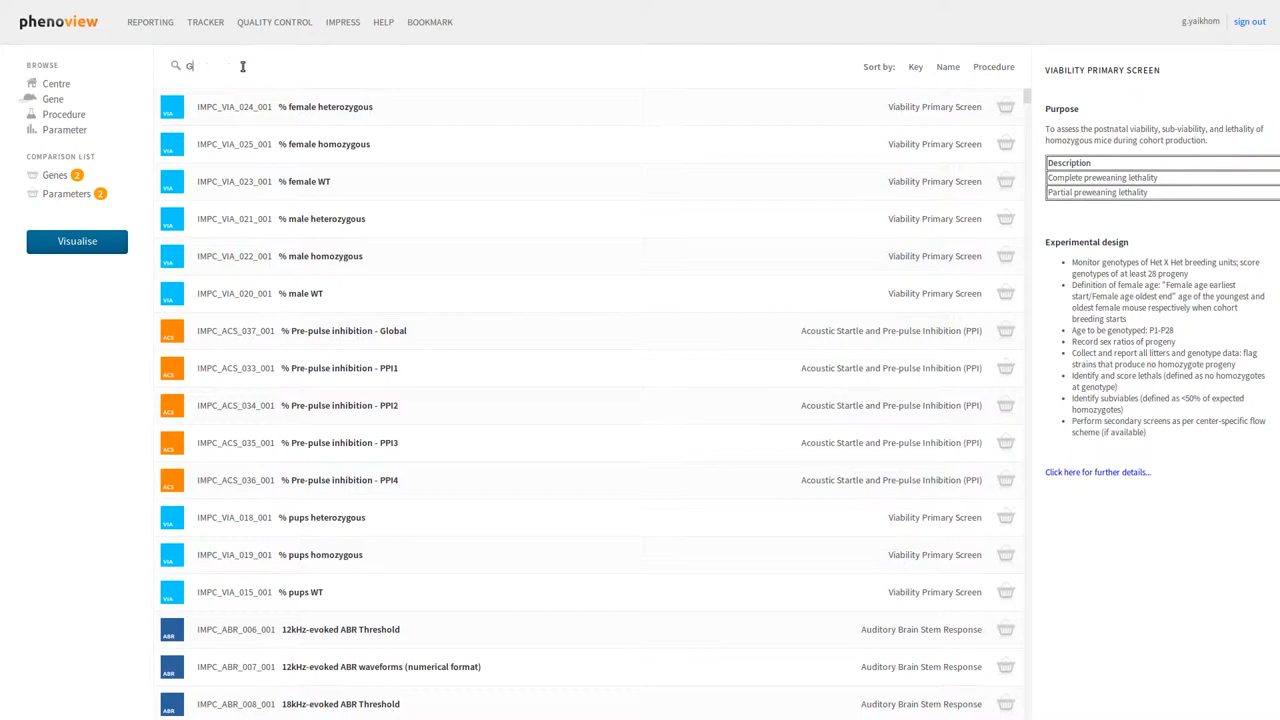 phenoview REPORTING TRACKER QUALITY CONTROL IMPRESS HELP BOOKMARK g.yaikhom sign out
BROWSE
Centre
Gene
Procedure
Parameter
COMPARISON LIST
Genes 2
Parameters 2
Visualise
G Sort by: Key Name Procedure
VIA IMPC_VIA_024_001 % female heterozygous Viability Primary Screen
VIA IMPC_VIA_025_001 % female homozygous Viability Primary Screen
VIA IMPC_VIA_023_001 % female WT Viability Primary Screen
VIA IMPC_VIA_021_001 % male heterozygous Viability Primary Screen
VIA IMPC_VIA_022_001 % male homozygous Viability Primary Screen
VIA IMPC_VIA_020_001 % male WT Viability Primary Screen
ACS IMPC_ACS_037_001 % Pre-pulse inhibition - Global Acoustic Startle and Pre-pulse Inhibition (PPI)
ACS IMPC_ACS_033_001 % Pre-pulse inhibition - PPI1 Acoustic Startle and Pre-pulse Inhibition (PPI)
ACS IMPC_ACS_034_001 % Pre-pulse inhibition - PPI2 Acoustic Startle and Pre-pulse Inhibition (PPI)
ACS IMPC_ACS_035_001 % Pre-pulse inhibition - PPI3 Acoustic Startle and Pre-pulse Inhibition (PPI)
ACS IMPC_ACS_036_001 % Pre-pulse inhibition - PPI4 Acoustic Startle and Pre-pulse Inhibition (PPI)
VIA IMPC_VIA_018_001 % pups heterozygous Viability Primary Screen
VIA IMPC_VIA_019_001 % pups homozygous Viability Primary Screen
VIA IMPC_VIA_015_001 % pups WT Viability Primary Screen
ABR IMPC_ABR_006_001 12kHz-evoked ABR Threshold Auditory Brain Stem Response
ABR IMPC_ABR_007_001 12kHz-evoked ABR waveforms (numerical format) Auditory Brain Stem Response
ABR IMPC_ABR_008_001 18kHz-evoked ABR Threshold Auditory Brain Stem Response
VIABILITY PRIMARY SCREEN
Purpose
To assess the postnatal viability, sub-viability, and lethality of
homozygous mice during cohort production.
Description
Complete preweaning lethality
Partial preweaning lethality
Experimental design
• Monitor genotypes of Het X Het breeding units; score
genotypes of at least 28 progeny
• Definition of female age: "Female age earliest
start/Female age oldest end" age of the youngest and
oldest female mouse respectively when cohort
breeding starts
• Age to be genotyped: P1-P28
• Record sex ratios of progeny
• Collect and report all litters and genotype data: flag
strains that produce no homozygote progeny
• Identify and score lethals (defined as no homozygotes
at genotype)
• Identify subviables (defined as <50% of expected
homozygotes)
• Perform secondary screens as per center-specific flow
scheme (if available)
Click here for further details...